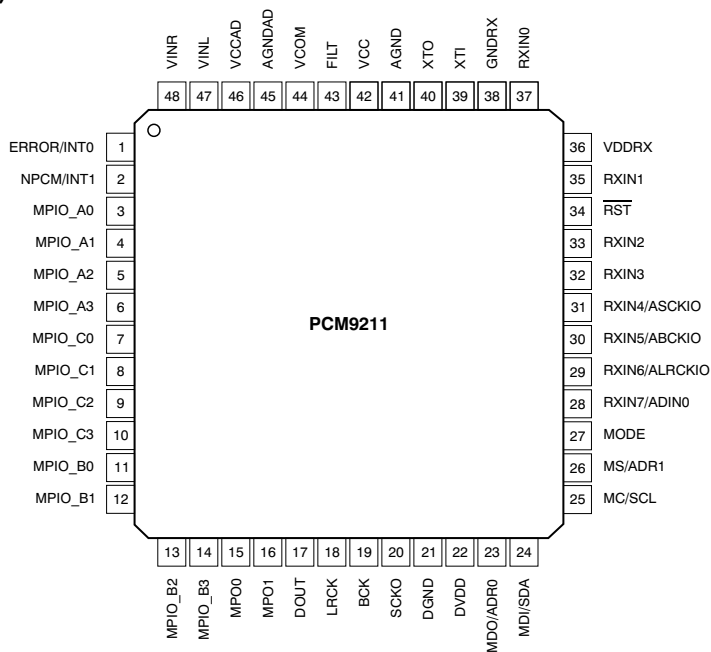 VINR
VINL
VCCAD
AGNDAD
VCOM
FILT
VCC
AGND
XTO
XTI
GNDRX
RXIN0
48 47 46 45 44 43 42 41 40 39 38 37
ERROR/INT0 1 36 VDDRX
NPCM/INT1 2 35 RXIN1
MPIO_A0 3 34 RST
MPIO_A1 4 33 RXIN2
MPIO_A2 5 32 RXIN3
MPIO_A3 6 31 RXIN4/ASCKIO
PCM9211
MPIO_C0 7 30 RXIN5/ABCKIO
MPIO_C1 8 29 RXIN6/ALRCKIO
MPIO_C2 9 28 RXIN7/ADIN0
MPIO_C3 10 27 MODE
MPIO_B0 11 26 MS/ADR1
MPIO_B1 12 25 MC/SCL
13 14 15 16 17 18 19 20 21 22 23 24
MPIO_B2
MPIO_B3
MPO0
MPO1
DOUT
LRCK
BCK
SCKO
DGND
DVDD
MDO/ADR0
MDI/SDA